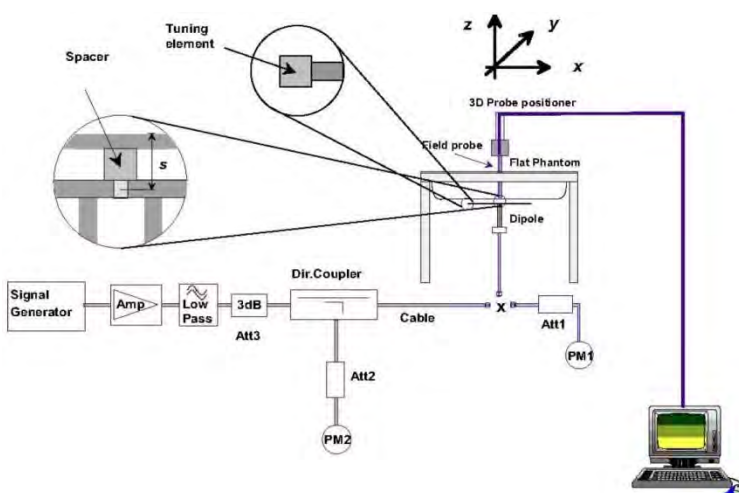 Tuning
element
z
y
x
Spacer
3D Probe positioner
s
Field probe
Flat Phantom
Dipole
Dir.Coupler
Signal
Generator
Amp
Low
Pass
3dB
Att3
Cable
X
Att1
PM1
Att2
PM2